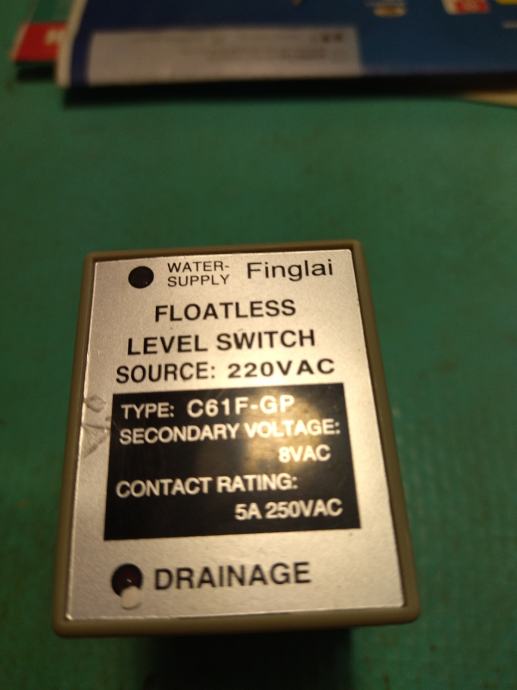 WATER-
SUPPLY
Finglai
FLOATLESS
LEVEL SWITCH
SOURCE: 220VAC
TYPE: C61F-GP
SECONDARY VOLTAGE:
8VAC
CONTACT RATING:
5A 250VAC
DRAINAGE